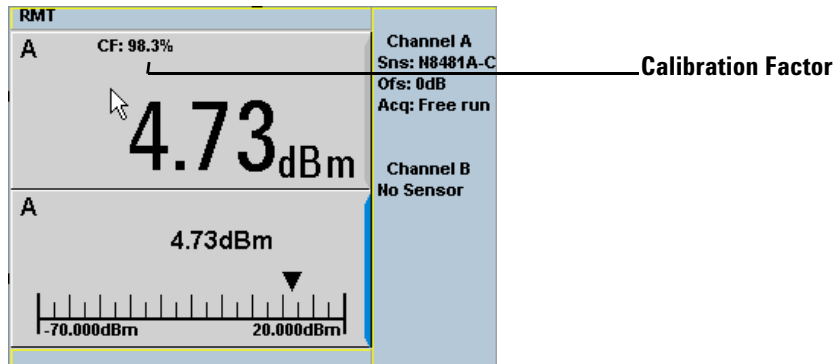 RMT
A
CF: 98.3%
4.73dBm
A
4.73dBm
-70.000dBm
20.000dBm
Channel A
Sns: N8481A-C
Ofs: 0dB
Acq: Free run
Channel B
No Sensor
Calibration Factor